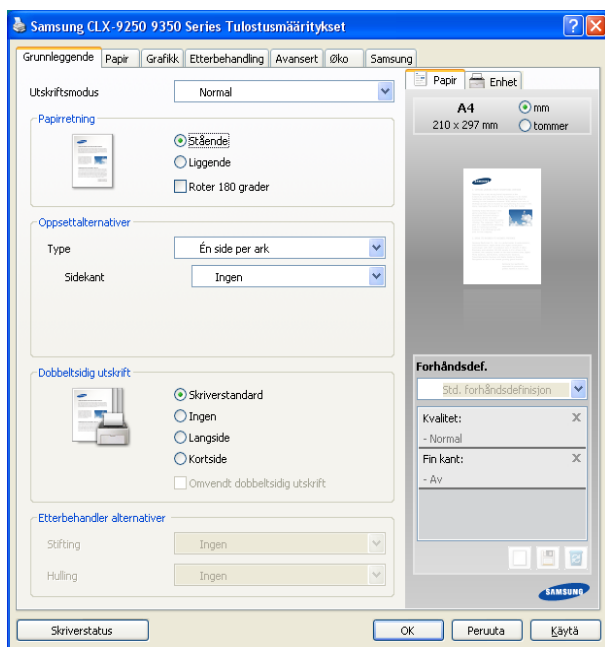 Samsung CLX-9250 9350 Series Tulostusmääritykset
Grunnleggende Papir Grafikk Etterbehandling Avansert Øko Samsung
Utskriftsmodus Normal
Papirretning
Stående
Liggende
Roter 180 grader
Oppsettalternativer
Type Én side per ark
Sidekant Ingen
Dobbeltsidig utskrift
Skriverstandard
Ingen
Langside
Kortside
Omvendt dobbeltsidig utskrift
Etterbehandler alternativer
Stifting Ingen
Hulling Ingen
Papir Enhet
A4 mm
210 x 297 mm tommer
Forhåndsdef.
Std. forhåndsdefinisjon
Kvalitet: X
- Normal
Fin kant: X
- Av
SAMSUNG
Skriverstatus OK Peruuta Käytä